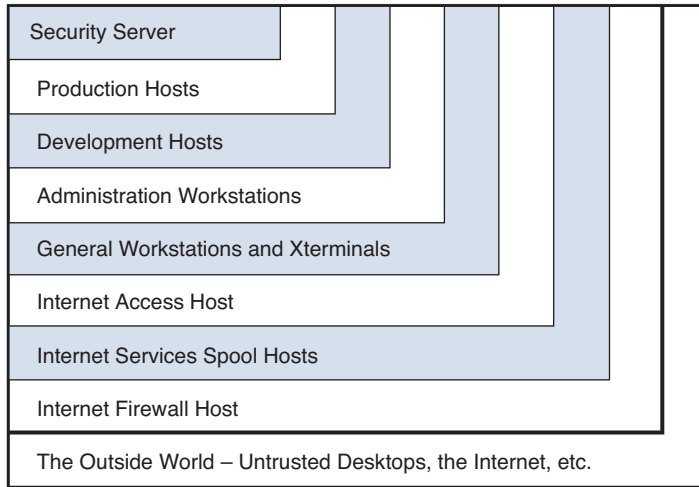 Security Server
Production Hosts
Development Hosts
Administration Workstations
General Workstations and Xterminals
Internet Access Host
Internet Services Spool Hosts
Internet Firewall Host
The Outside World – Untrusted Desktops, the Internet, etc.